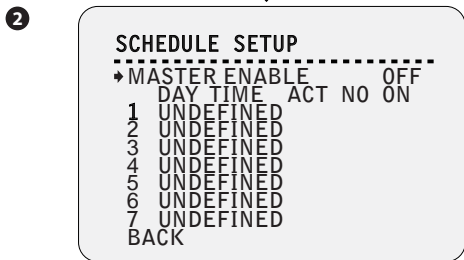 2
SCHEDULE SETUP
MASTER ENABLE OFF
DAY TIME ACT NO ON
1 UNDEFINED
2 UNDEFINED
3 UNDEFINED
4 UNDEFINED
5 UNDEFINED
6 UNDEFINED
7 UNDEFINED
BACK